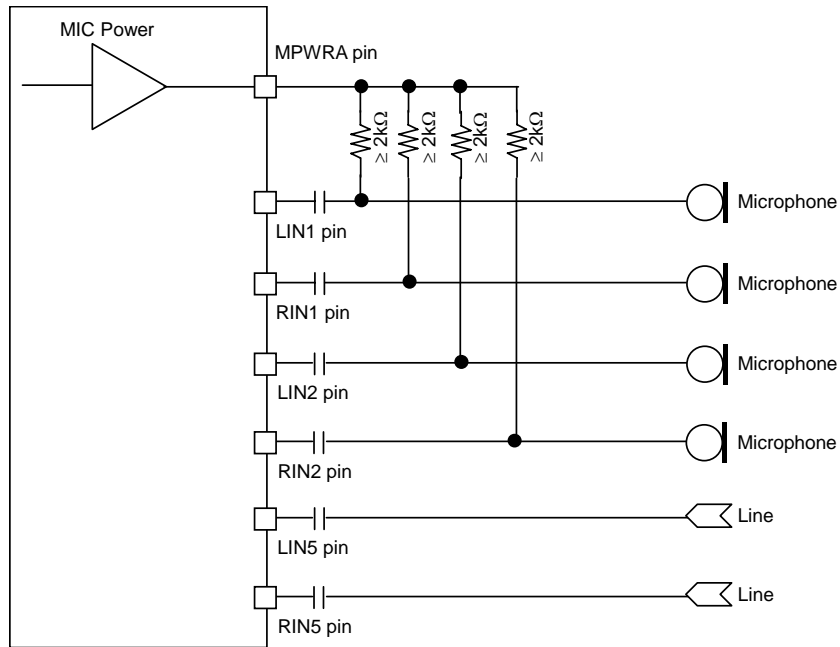 MIC Power
MPWRA pin
≥ 2kΩ
≥ 2kΩ
≥ 2kΩ
≥ 2kΩ
LIN1 pin
Microphone
RIN1 pin
Microphone
LIN2 pin
Microphone
RIN2 pin
Microphone
LIN5 pin
Line
RIN5 pin
Line